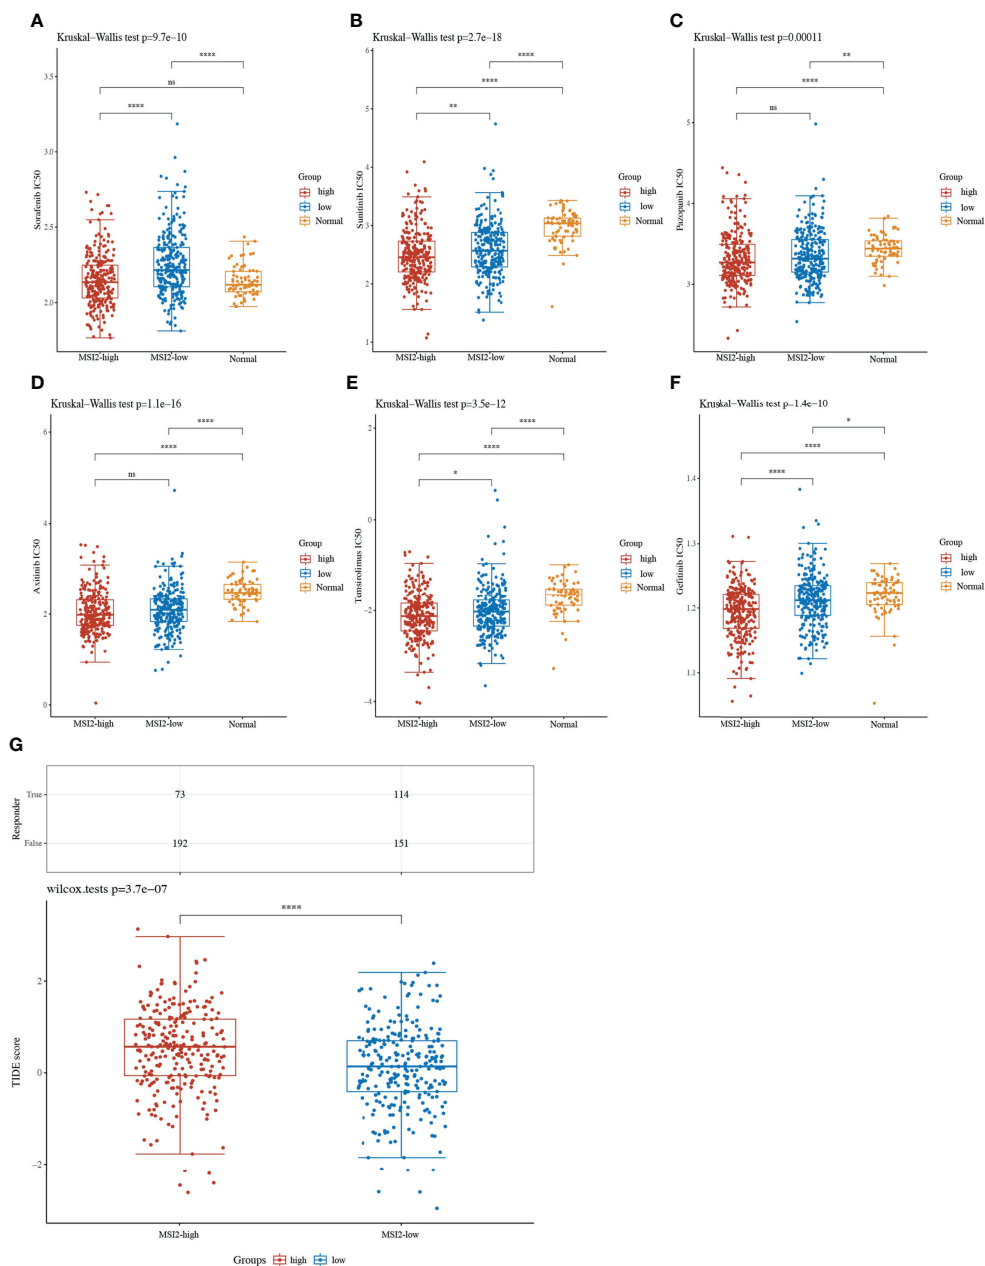 A
Kruskal-Wallis test p=9.7e-10
3.5
3.0
2.5
2.0
Sorafenib IC50
****
ns
****
MSI2-high MSI2-low Normal
Group
high
low
Normal
B
Kruskal-Wallis test p=2.7e-18
6
5
4
3
2
1
Sunitinib IC50
****
****
**
MSI2-high MSI2-low Normal
Group
high
low
Normal
C
Kruskal-Wallis test p=0.00011
5
4
3
Pazopanib IC50
**
****
ns
MSI2-high MSI2-low Normal
Group
high
low
Normal
D
Kruskal-Wallis test p=1.1e-16
6
4
2
0
Axitinib IC50
****
****
ns
MSI2-high MSI2-low Normal
Group
high
low
Normal
E
Kruskal-Wallis test p=3.5e-12
2
0
-2
-4
Temsirolimus IC50
****
****
*
MSI2-high MSI2-low Normal
Group
high
low
Normal
F
Kruskal-Wallis test p=1.4e-10
1.4
1.3
1.2
1.1
Gefitinib IC50
*
****
****
MSI2-high MSI2-low Normal
Group
high
low
Normal
G
Responder
True 73 114
False 192 151
wilcox.tests p=3.7e-07
****
TIDE score
2
0
-2
MSI2-high MSI2-low
Groups high low